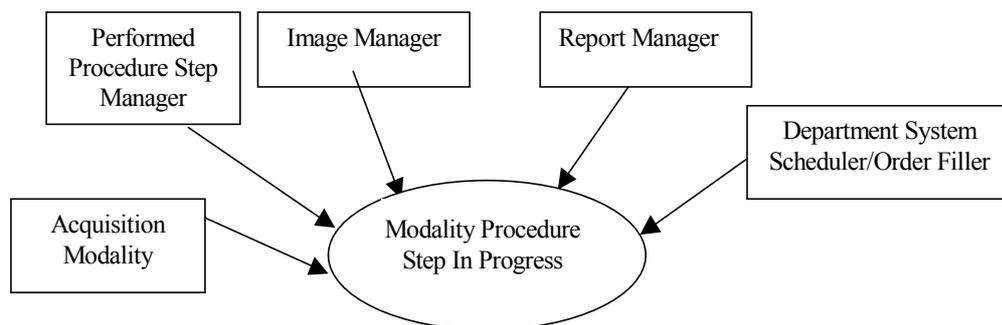 Performed
Procedure Step
Manager
Image Manager
Report Manager
Department System
Scheduler/Order Filler
Acquisition
Modality
Modality Procedure
Step In Progress